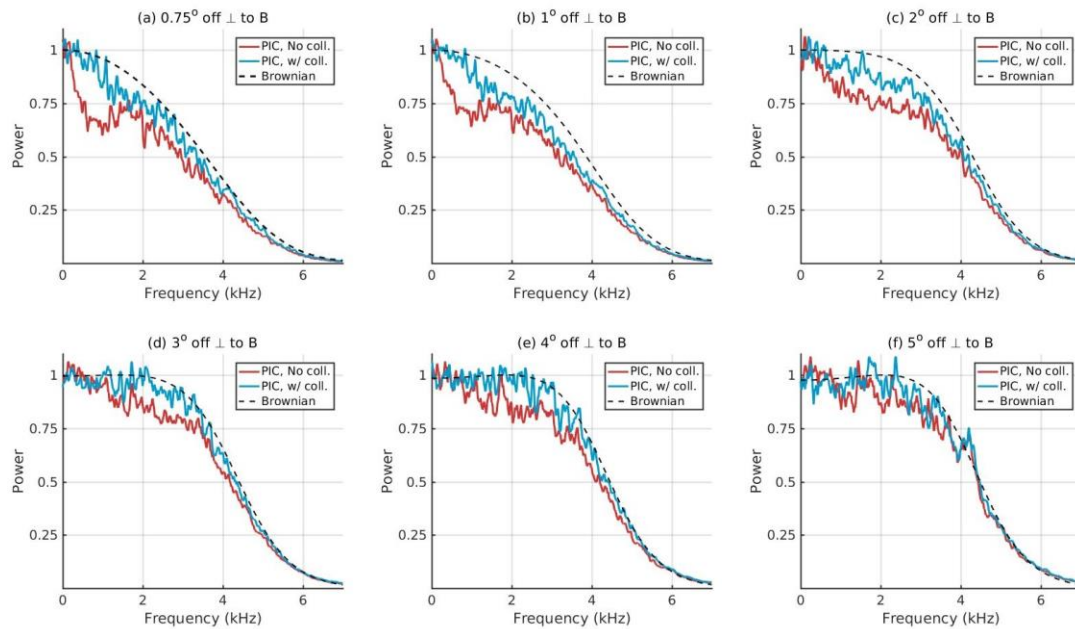 (a) 0.75° off ⊥ to B
Power
1
0.75
0.5
0.25
PIC, No coll.
PIC, w/ coll.
Brownian
0 2 4 6
Frequency (kHz)
(b) 1° off ⊥ to B
Power
1
0.75
0.5
0.25
PIC, No coll.
PIC, w/ coll.
Brownian
0 2 4 6
Frequency (kHz)
(c) 2° off ⊥ to B
Power
1
0.75
0.5
0.25
PIC, No coll.
PIC, w/ coll.
Brownian
0 2 4 6
Frequency (kHz)
(d) 3° off ⊥ to B
Power
1
0.75
0.5
0.25
PIC, No coll.
PIC, w/ coll.
Brownian
0 2 4 6
Frequency (kHz)
(e) 4° off ⊥ to B
Power
1
0.75
0.5
0.25
PIC, No coll.
PIC, w/ coll.
Brownian
0 2 4 6
Frequency (kHz)
(f) 5° off ⊥ to B
Power
1
0.75
0.5
0.25
PIC, No coll.
PIC, w/ coll.
Brownian
0 2 4 6
Frequency (kHz)